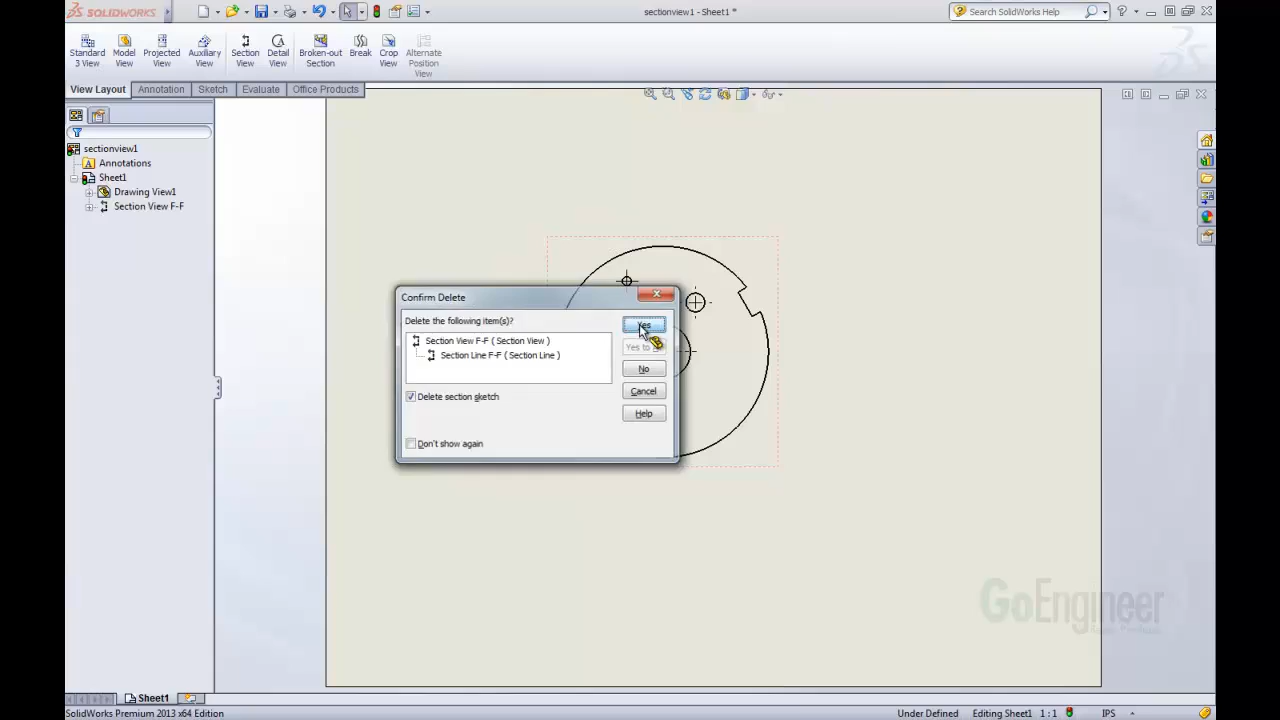 SOLIDWORKS
sectionview1 - Sheet1 *
Search SolidWorks Help
Standard 3 View
Model View
Projected View
Auxiliary View
Section View
Detail View
Broken-out Section
Break
Crop View
Alternate Position View
View Layout
Annotation
Sketch
Evaluate
Office Products
sectionview1
Annotations
Sheet1
Drawing View1
Section View F-F
Confirm Delete
Delete the following item(s)?
Section View F-F ( Section View )
Section Line F-F ( Section Line )
Yes
Yes to
No
Cancel
Help
Delete section sketch
Don't show again
GoEngineer
Sheet1
SolidWorks Premium 2013 x64 Edition
Under Defined
Editing Sheet1
1 : 1
IPS